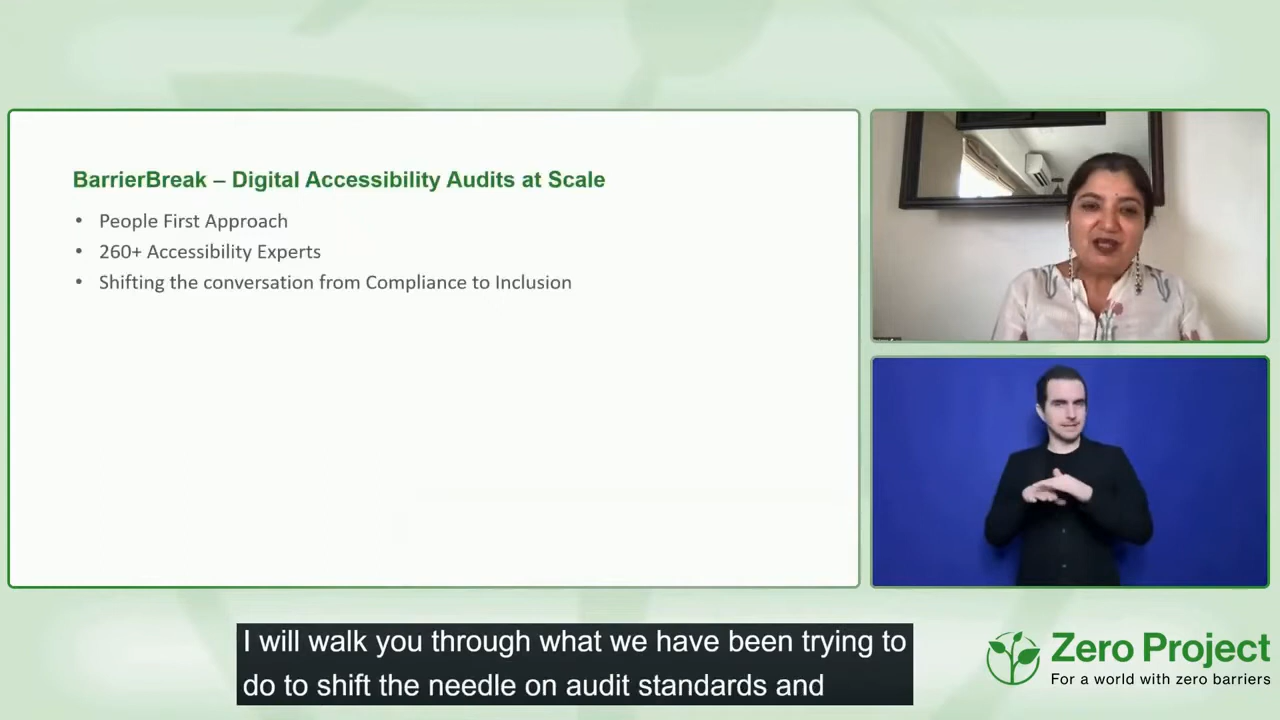 BarrierBreak – Digital Accessibility Audits at Scale
• People First Approach
• 260+ Accessibility Experts
• Shifting the conversation from Compliance to Inclusion
I will walk you through what we have been trying to
do to shift the needle on audit standards and
Zero Project
For a world with zero barriers